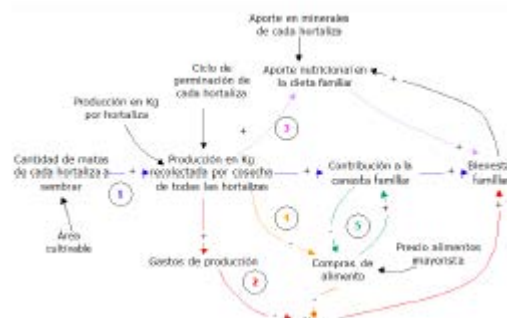 Aporte en minerales
de cada hortaliza
Ciclo de
germinación de
cada hortaliza
Aporte nutricional en
la dieta familiar
Producción en Kg
por hortaliza
+
+
3
Cantidad de matas
de cada hortaliza a
sembrar
+
1
Producción en Kg
recolectada por cosecha
de todas las hortalizas
+
Contribución a la
canasta familiar
+
Bienestar
familiar
4
5
Área
cultivable
Gastos de producción
2
Compras de
alimento
Precio alimentos
mayorista